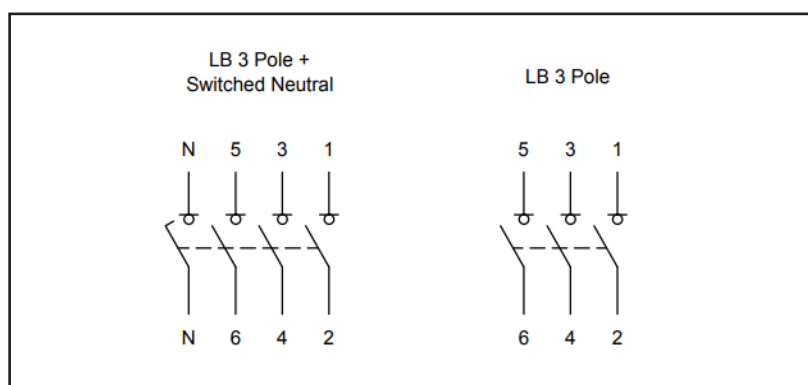 LB 3 Pole +
Switched Neutral
N 5 3 1
N 6 4 2
LB 3 Pole
5 3 1
6 4 2